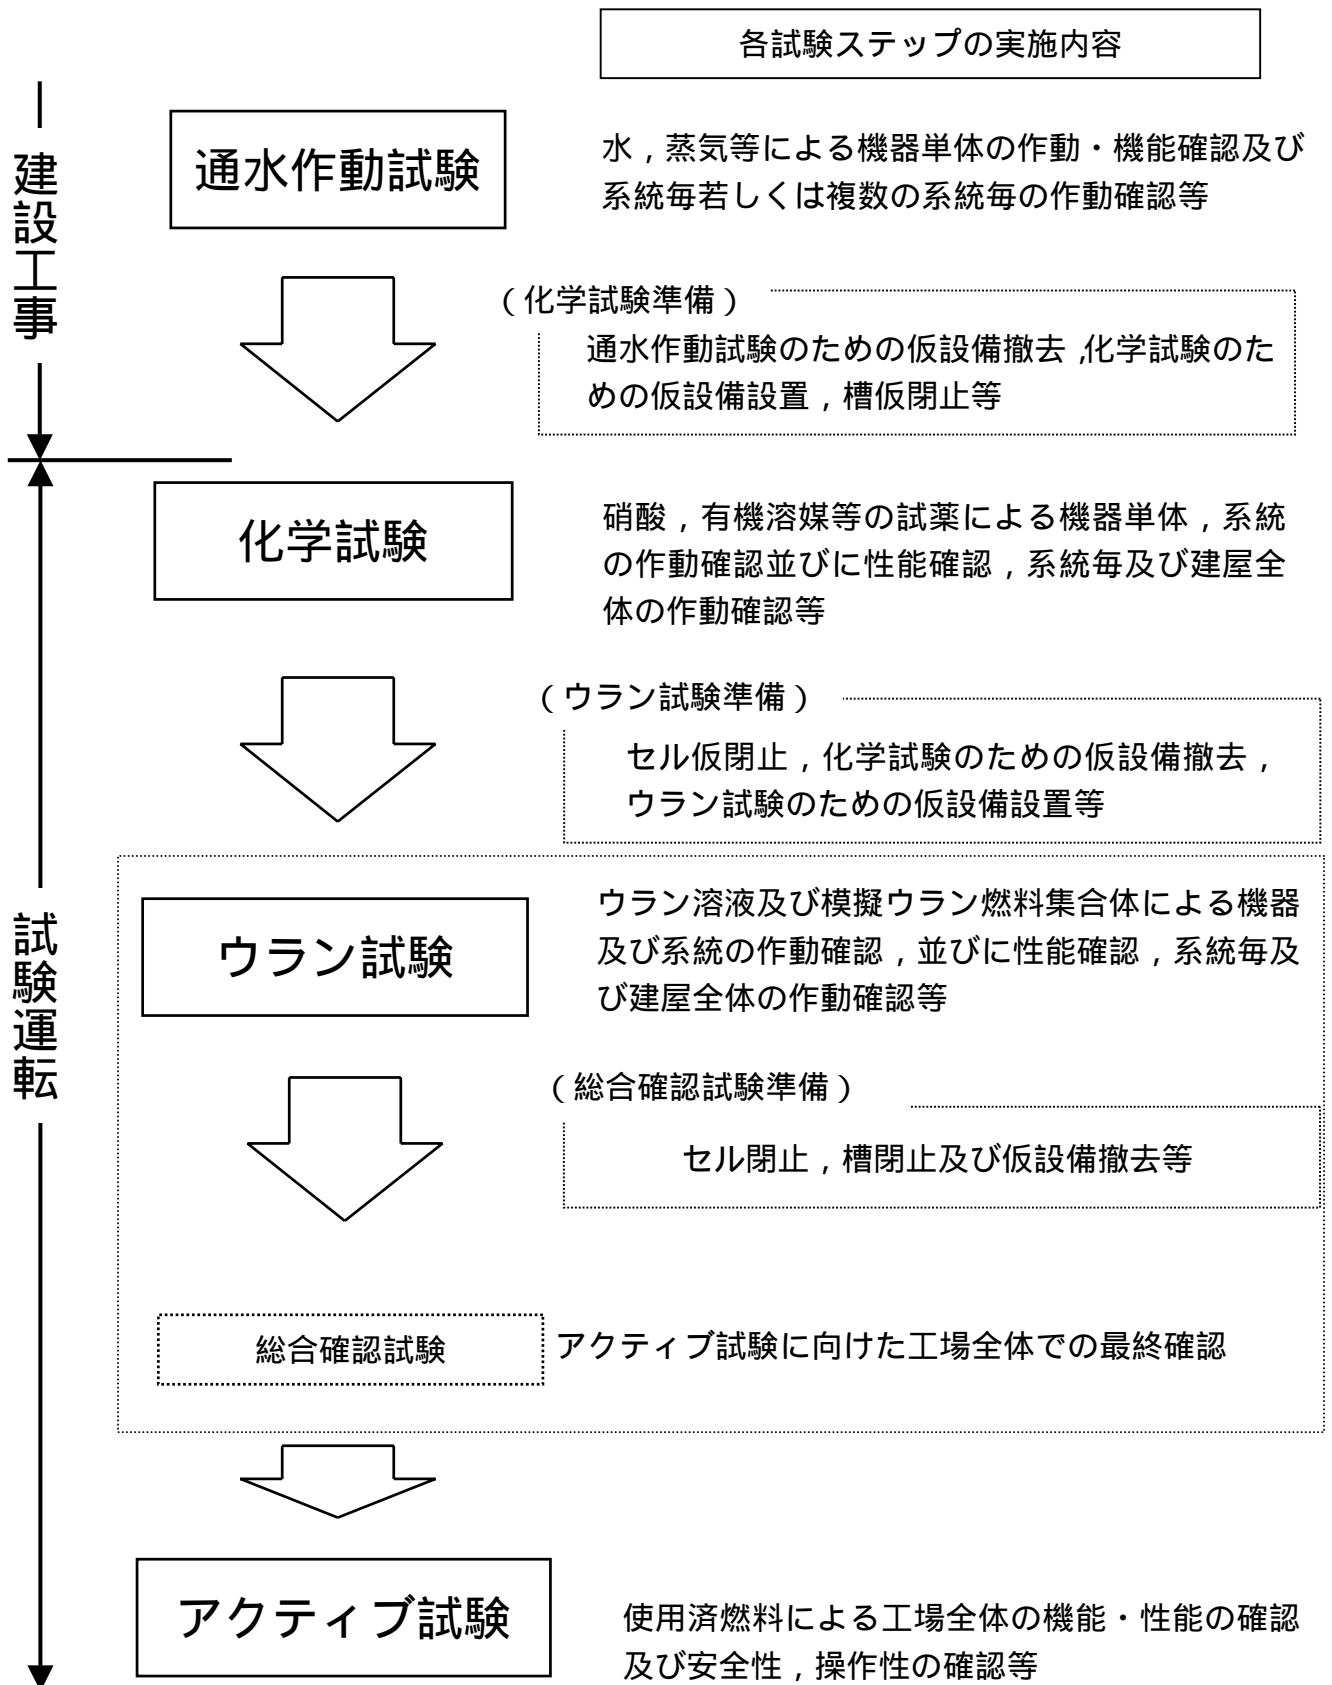 各試験ステップの実施内容
建設工事
通水作動試験
水，蒸気等による機器単体の作動・機能確認及び
系統毎若しくは複数の系統毎の作動確認等
（化学試験準備）
通水作動試験のための仮設備撤去，化学試験のた
めの仮設備設置，槽仮閉止等
試験運転
化学試験
硝酸，有機溶媒等の試薬による機器単体，系統
の作動確認並びに性能確認，系統毎及び建屋全
体の作動確認等
（ウラン試験準備）
セル仮閉止，化学試験のための仮設備撤去，
ウラン試験のための仮設備設置等
ウラン試験
ウラン溶液及び模擬ウラン燃料集合体による機器
及び系統の作動確認，並びに性能確認，系統毎及
び建屋全体の作動確認等
（総合確認試験準備）
セル閉止，槽閉止及び仮設備撤去等
総合確認試験
アクティブ試験に向けた工場全体での最終確認
アクティブ試験
使用済燃料による工場全体の機能・性能の確認
及び安全性，操作性の確認等